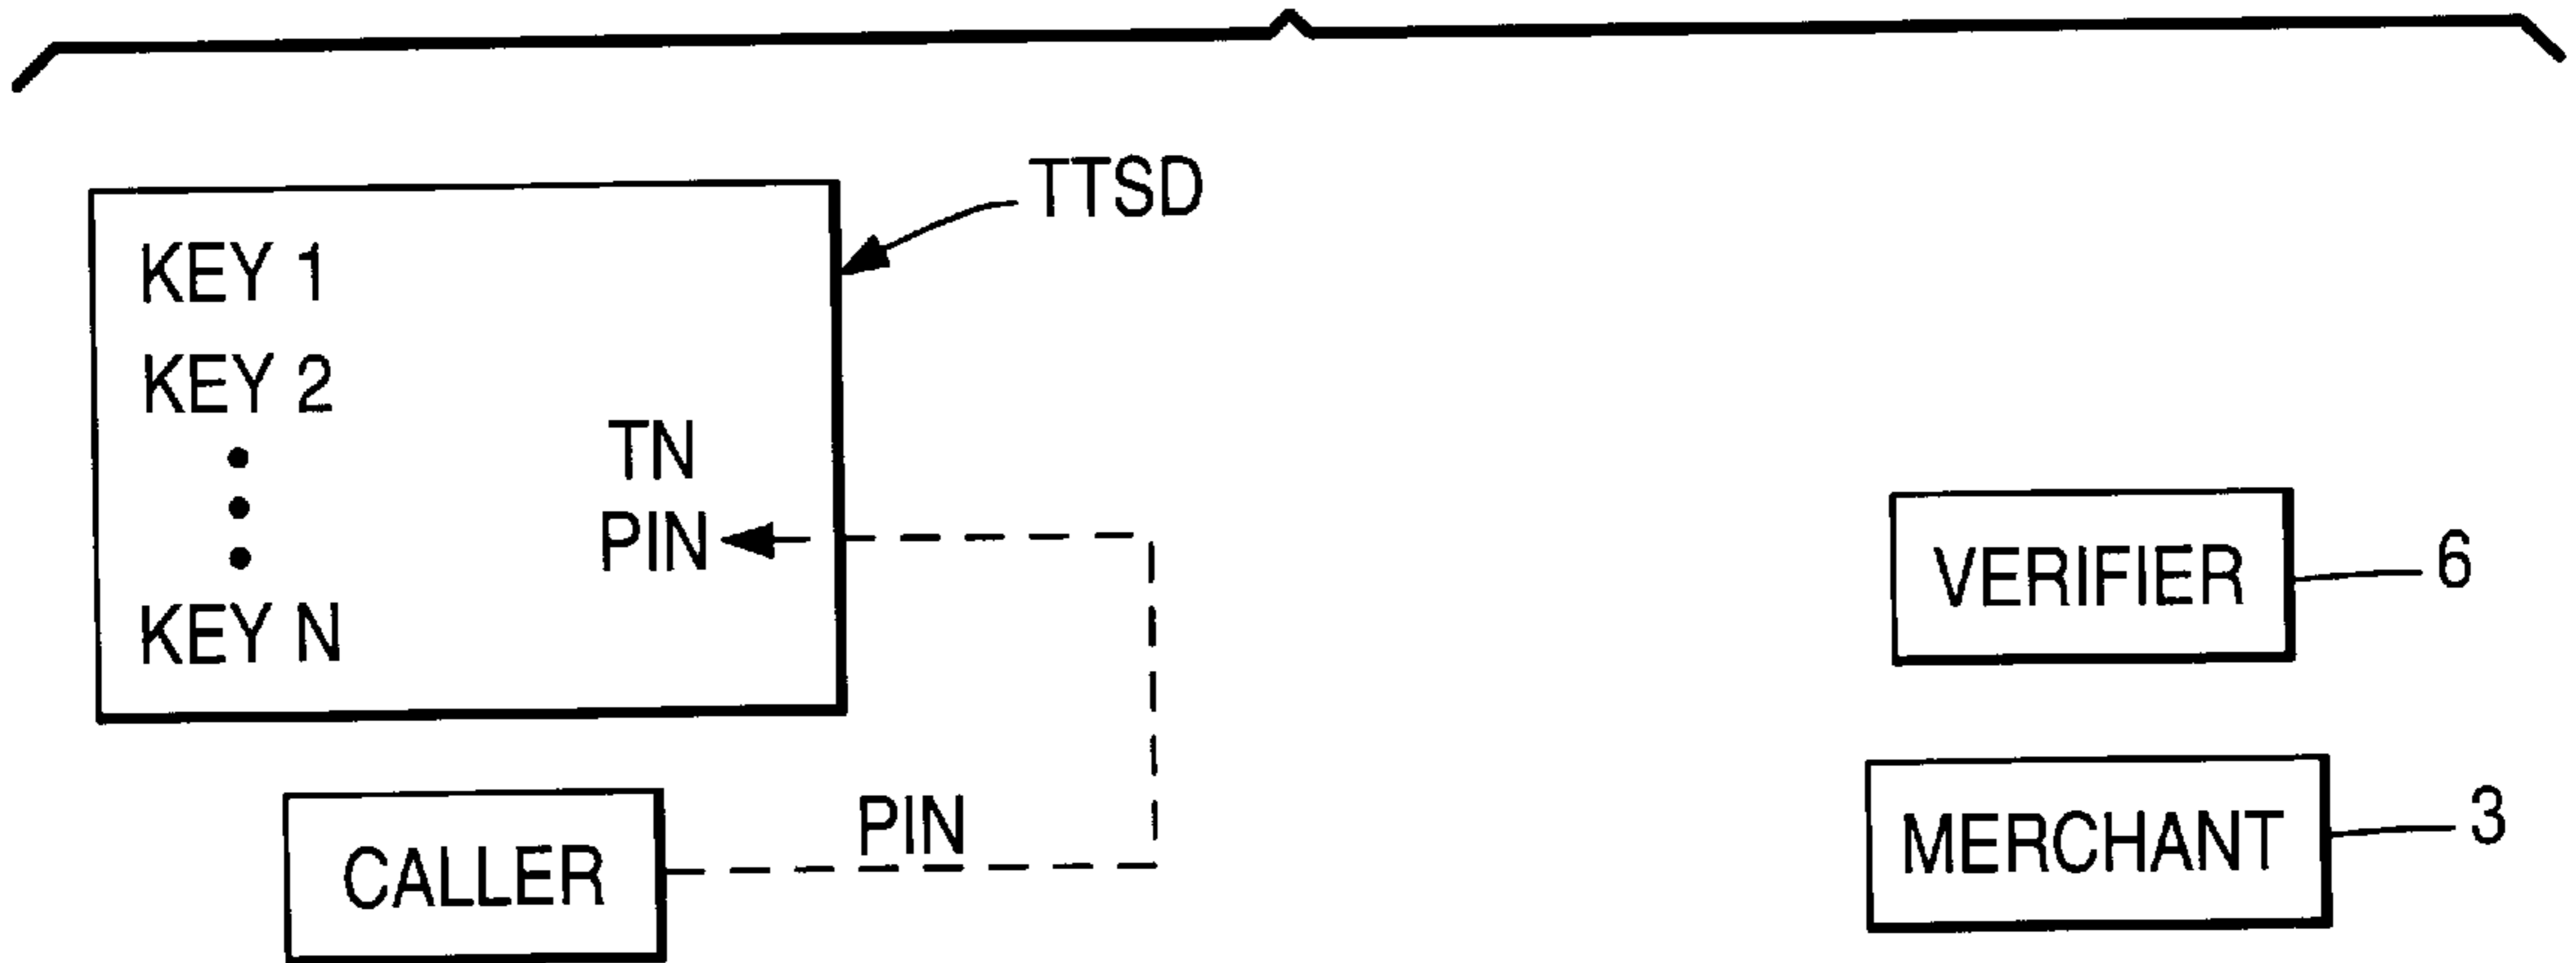 TTSD
KEY 1
KEY 2
TN
PIN
KEY N
VERIFIER
6
CALLER
PIN
MERCHANT
3